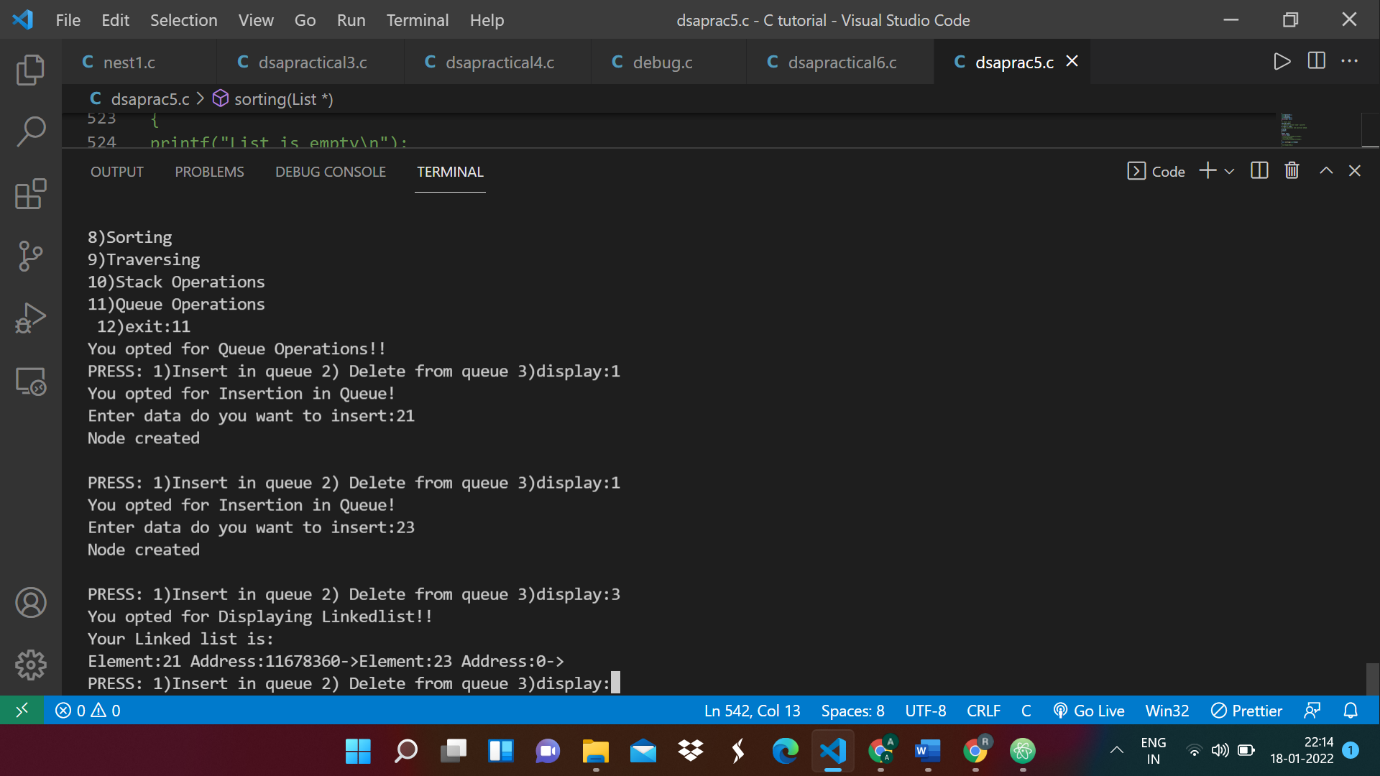 File Edit Selection View Go Run Terminal Help dsaprac5.c - C tutorial - Visual Studio Code
C nest1.c C dsapractical3.c C dsapractical4.c C debug.c C dsapractical6.c C dsaprac5.c
C dsaprac5.c > sorting(List *)
523 {
524 printf("List is empty\n");
OUTPUT PROBLEMS DEBUG CONSOLE TERMINAL Code
8)Sorting
9)Traversing
10)Stack Operations
11)Queue Operations
12)exit:11
You opted for Queue Operations!!
PRESS: 1)Insert in queue 2) Delete from queue 3)display:1
You opted for Insertion in Queue!
Enter data do you want to insert:21
Node created
PRESS: 1)Insert in queue 2) Delete from queue 3)display:1
You opted for Insertion in Queue!
Enter data do you want to insert:23
Node created
PRESS: 1)Insert in queue 2) Delete from queue 3)display:3
You opted for Displaying Linkedlist!!
Your Linked list is:
Element:21 Address:11678360->Element:23 Address:0->
PRESS: 1)Insert in queue 2) Delete from queue 3)display:
0 0 Ln 542, Col 13 Spaces: 8 UTF-8 CRLF C Go Live Win32 Prettier
A A W R ENG 22:14
IN 18-01-2022 1